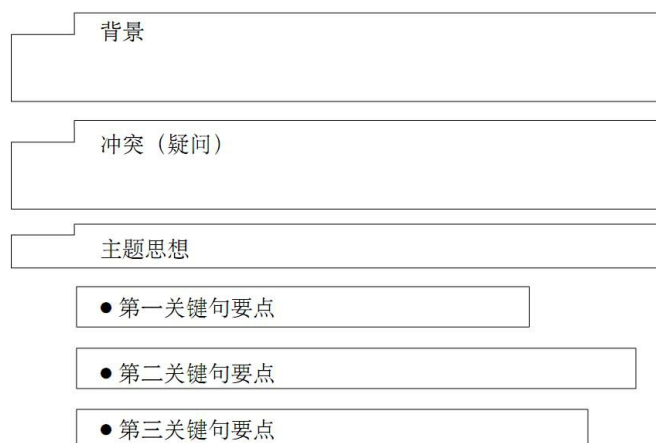 背景
冲突（疑问）
主题思想
● 第一关键句要点
● 第二关键句要点
● 第三关键句要点